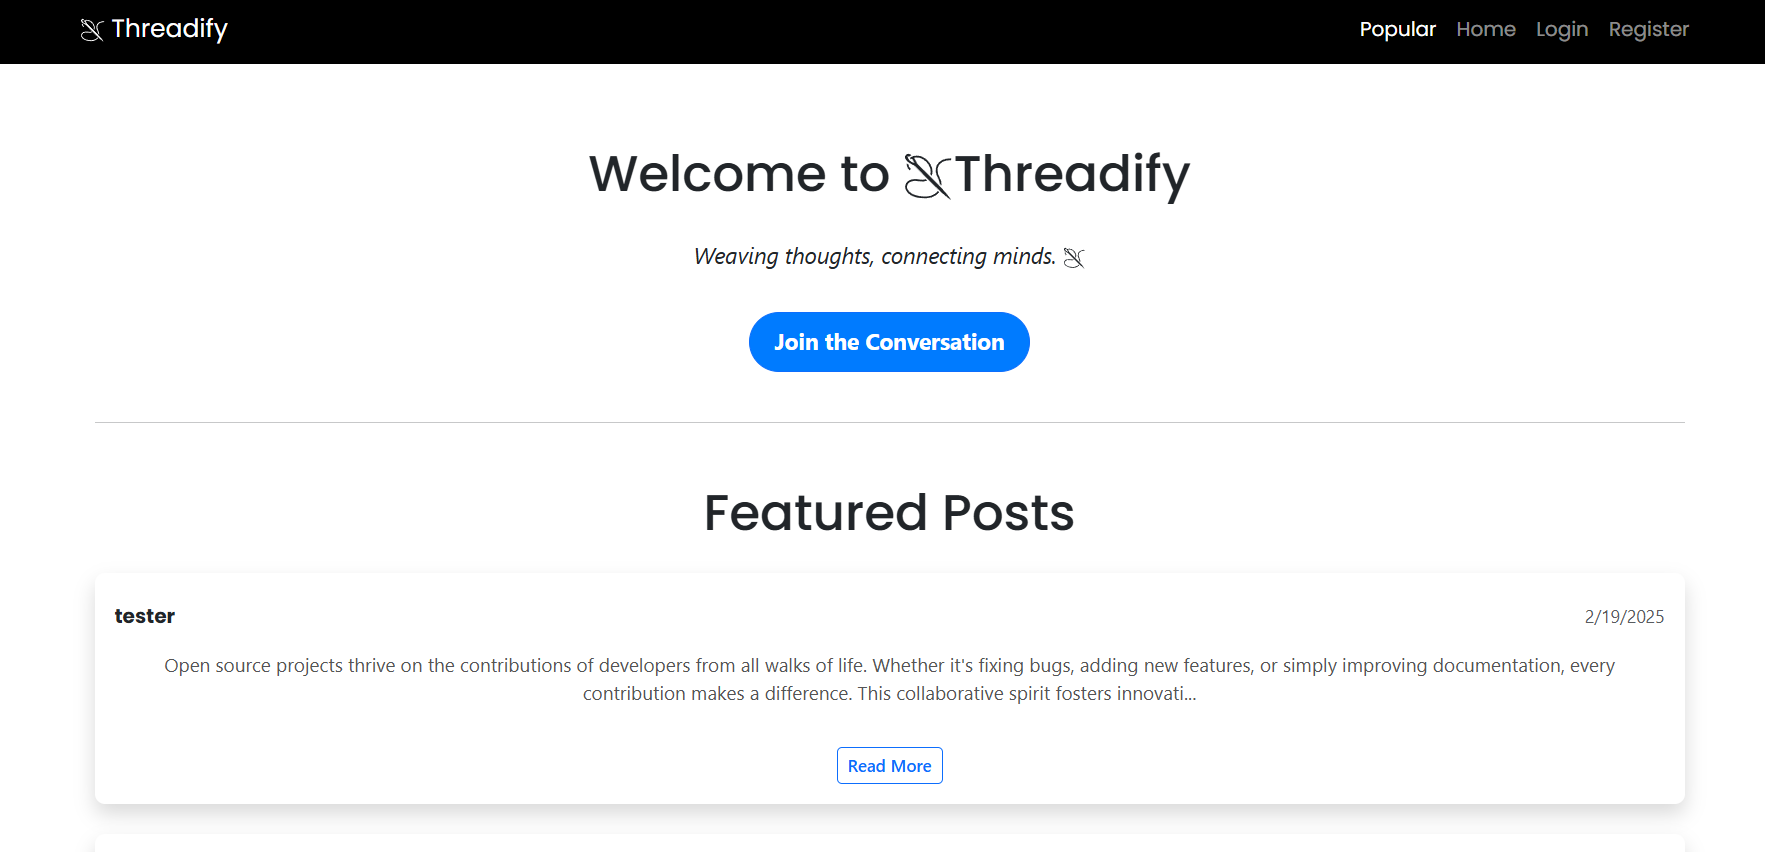 Threadify
Popular Home Login Register
Welcome to Threadify
Weaving thoughts, connecting minds.
Join the Conversation
Featured Posts
tester
2/19/2025
Open source projects thrive on the contributions of developers from all walks of life. Whether it's fixing bugs, adding new features, or simply improving documentation, every
contribution makes a difference. This collaborative spirit fosters innovati...
Read More